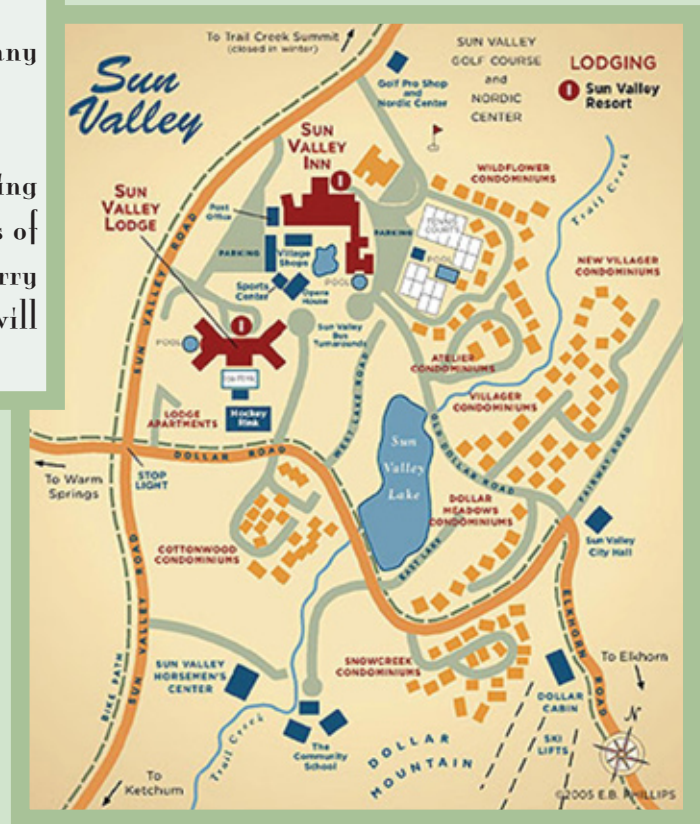 any
ing
s of
rry
will
To Trail Creek Summit
(closed in winter)
Sun
Valley
SUN VALLEY
GOLF COURSE
and
NORDIC
CENTER
LODGING
Sun Valley
Resort
Golf Pro Shop
and
Nordic Center
SUN
VALLEY
INN
SUN
VALLEY
LODGE
WILDFLOWER
CONDOMINIUMS
Trail Creek
Post
Office
PARKING
Village
Shops
PARKING
TENNIS
COURTS
POOL
NEW VILLAGER
CONDOMINIUMS
Sports
Center
Opera
House
POOL
Sun Valley
Bus
Turnarounds
SUN VALLEY ROAD
POOL
ATELIER
CONDOMINIUMS
VILLAGER
CONDOMINIUMS
LODGE
APARTMENTS
Hockey
Rink
WEST LAKE ROAD
OLD DOLLAR ROAD
FAIRWAY ROAD
Sun
Valley
Lake
DOLLAR ROAD
To Warm
Springs
STOP
LIGHT
DOLLAR
MEADOWS
CONDOMINIUMS
Sun Valley
City Hall
COTTONWOOD
CONDOMINIUMS
EAST LAKE
SUN VALLEY ROAD
BIKE PATH
ELKHORN ROAD
To Elkhorn
SUN VALLEY
HORSEMEN'S
CENTER
SNOWCREEK
CONDOMINIUMS
DOLLAR
CABIN
N
SKI
LIFTS
Trail Creek
The
Community
School
DOLLAR
MOUNTAIN
To
Ketchum
©2005 E.B. PHILLIPS